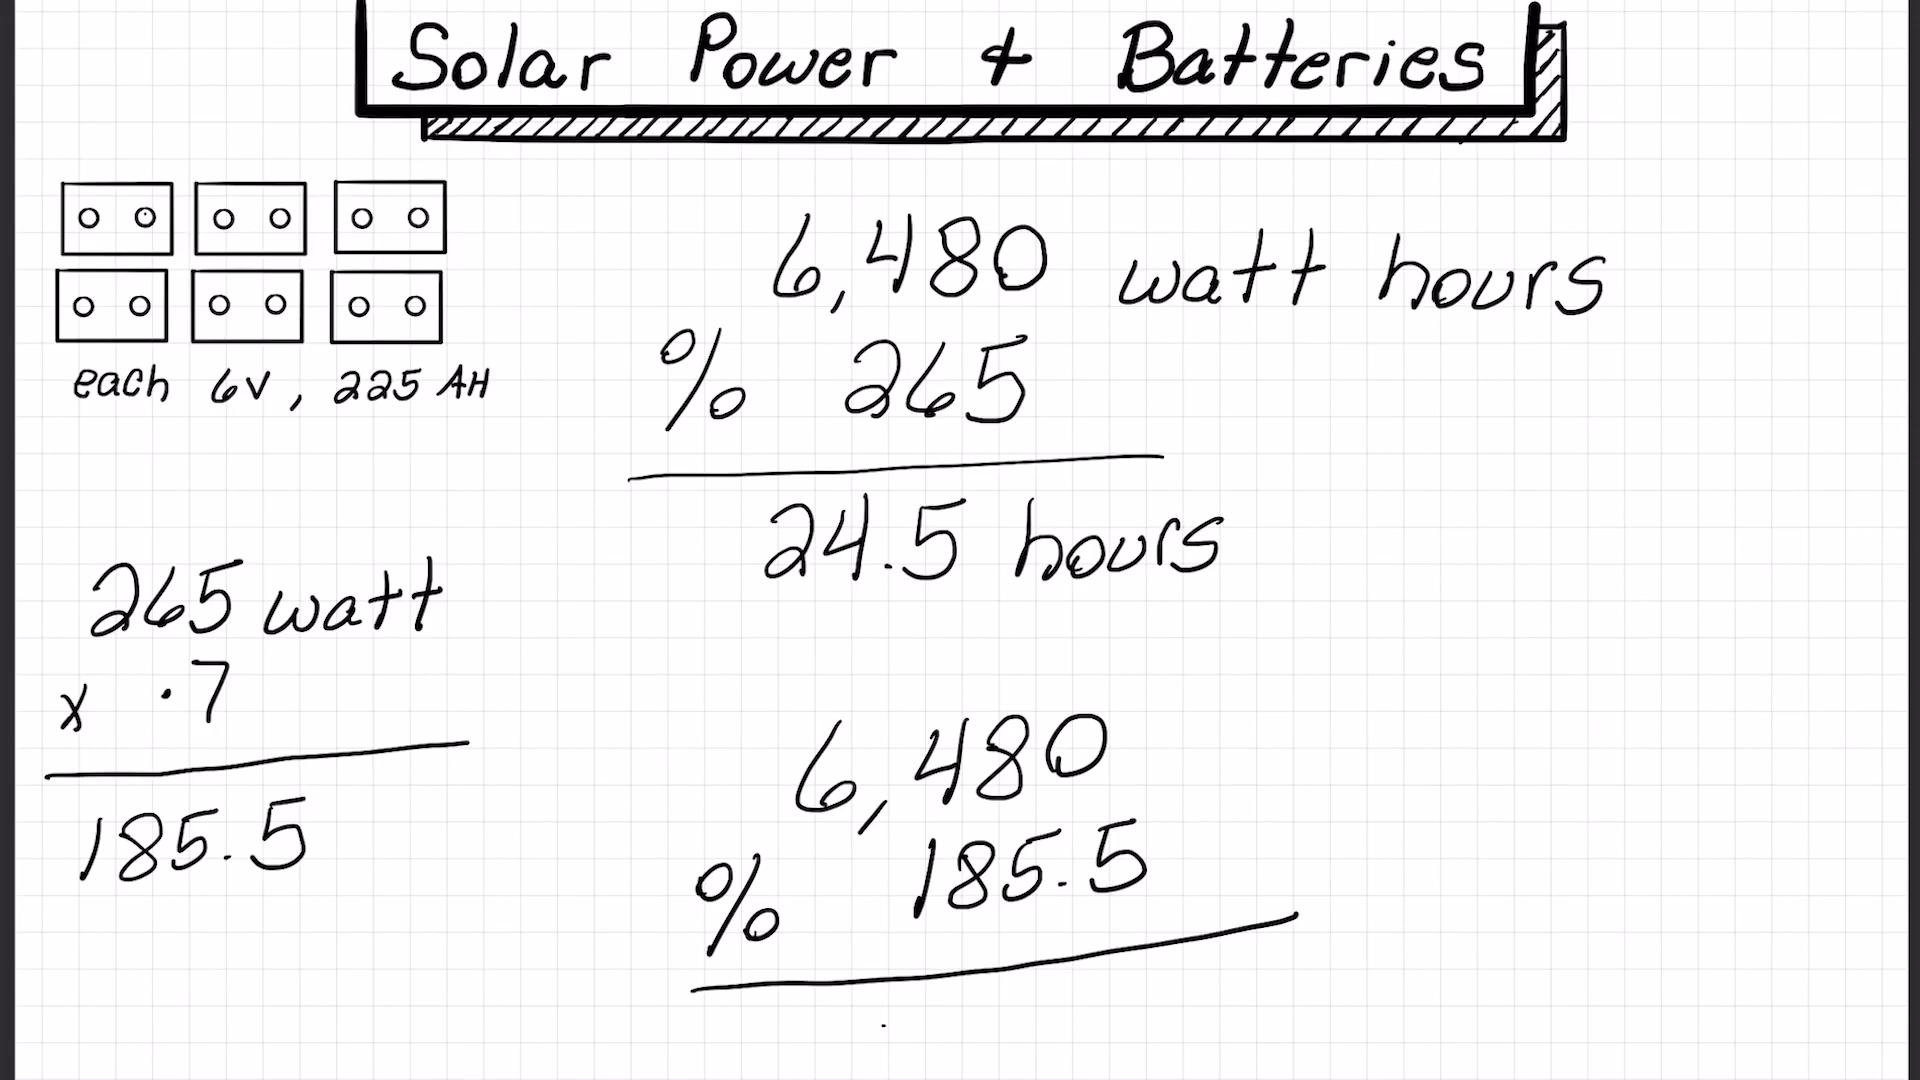 Solar Power + Batteries
each 6V, 225 AH
6,480 watt hours
% 265
24.5 hours
265 watt
x .7
185.5
6,480
% 185.5